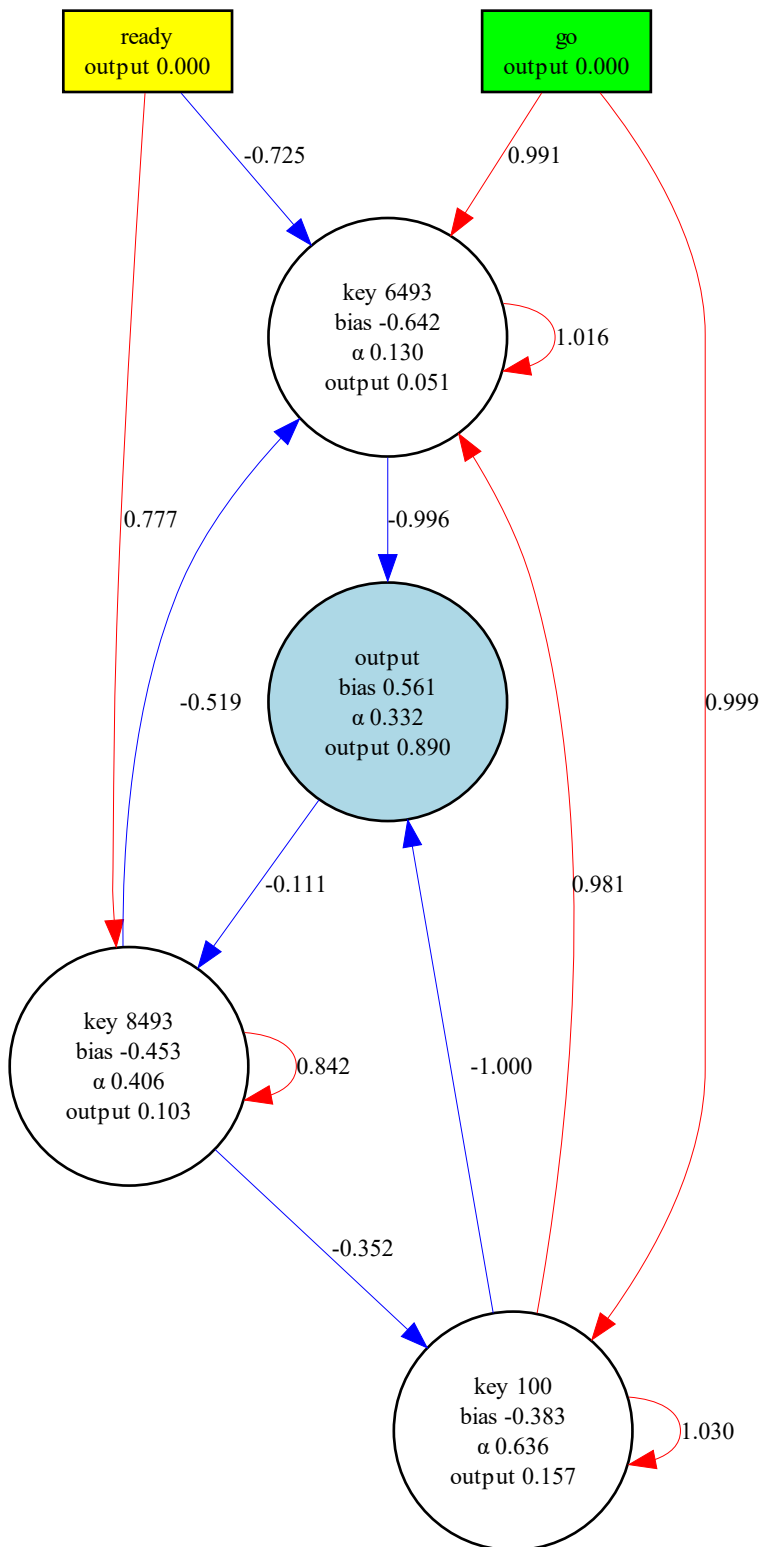 ready
output 0.000
go
output 0.000
-0.725
0.991
key 6493
bias -0.642
α 0.130
output 0.051
1.016
0.777
-0.996
-0.519
output
bias 0.561
α 0.332
output 0.890
0.999
-0.111
0.981
key 8493
bias -0.453
α 0.406
output 0.103
0.842
-1.000
-0.352
key 100
bias -0.383
α 0.636
output 0.157
1.030